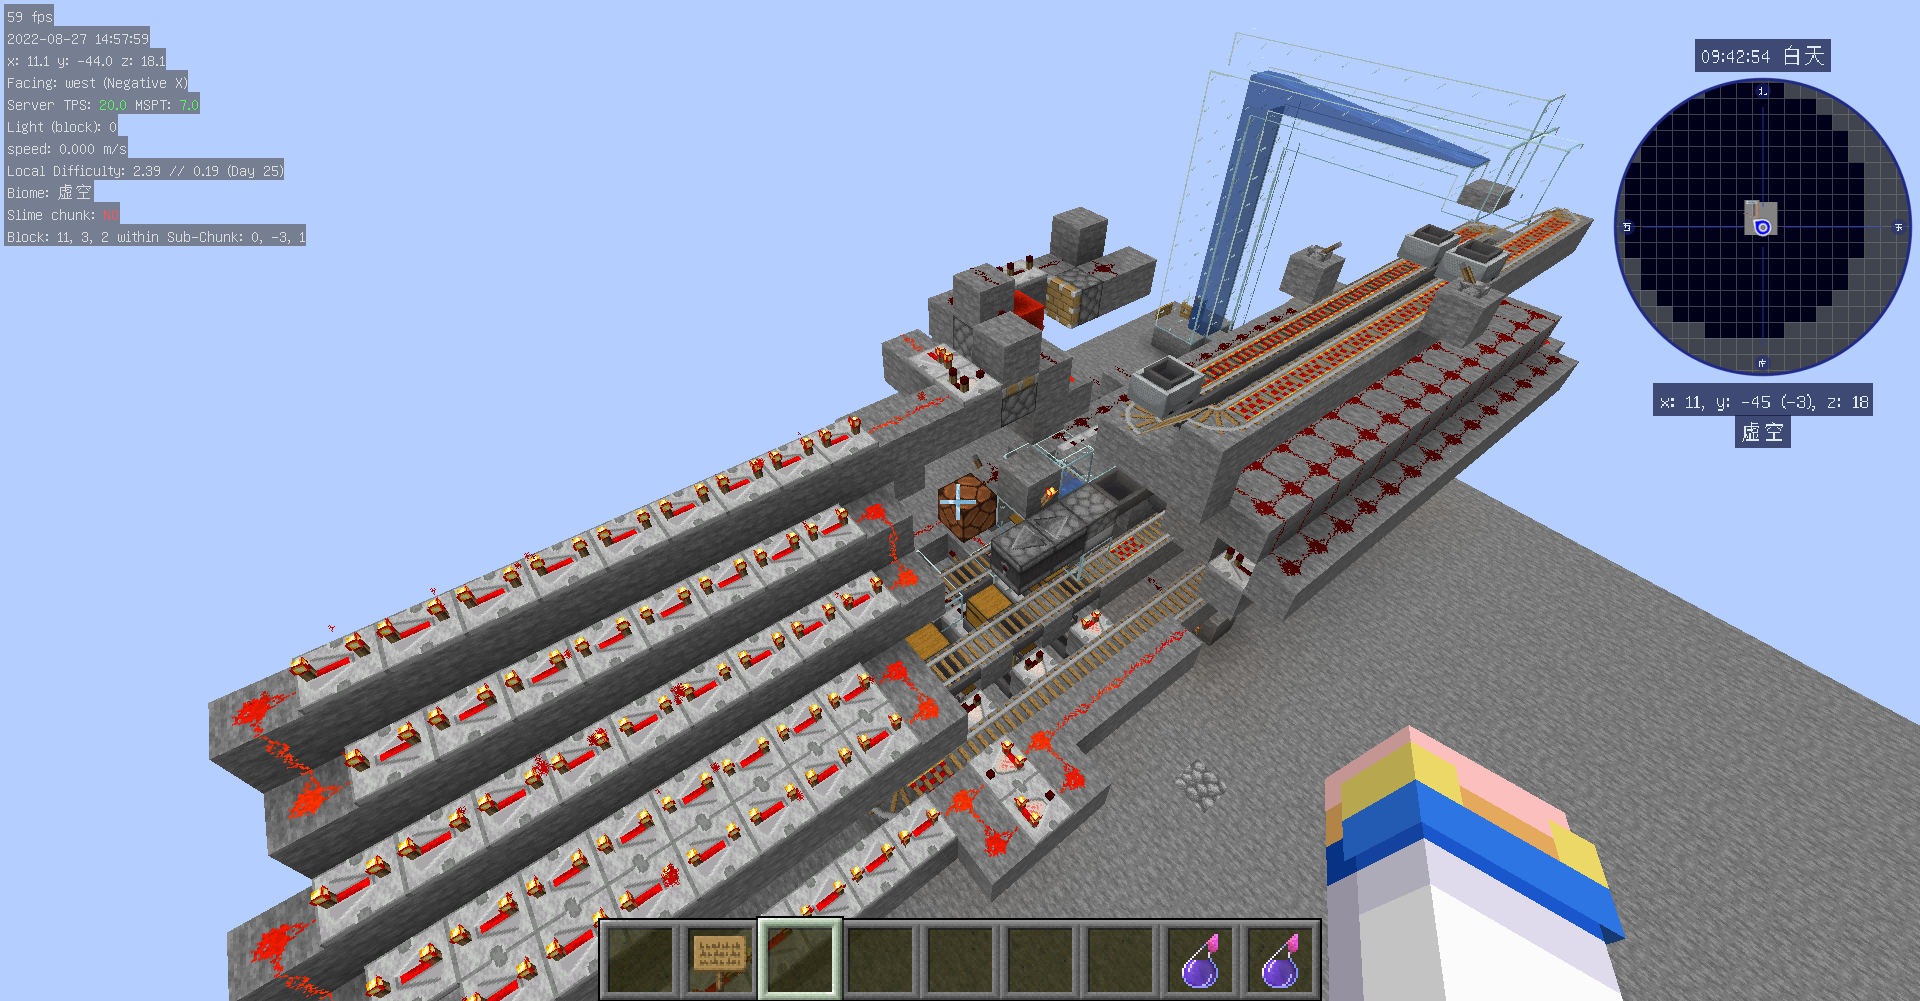 59 fps
2022-08-27 14:57:59
x: 11.1 y: -44.0 z: 18.1
Facing: west (Negative X)
Server TPS: 20.0 MSPT: 7.0
Light (block): 0
speed: 0.000 m/s
Local Difficulty: 2.39 // 0.19 (Day 25)
Biome: 虚空
Slime chunk:
Block: 11, 3, 2 within Sub-Chunk: 0, -3, 1
09:42:54 白天
北
x: 11, y: -45 (-3), z: 18
虚空